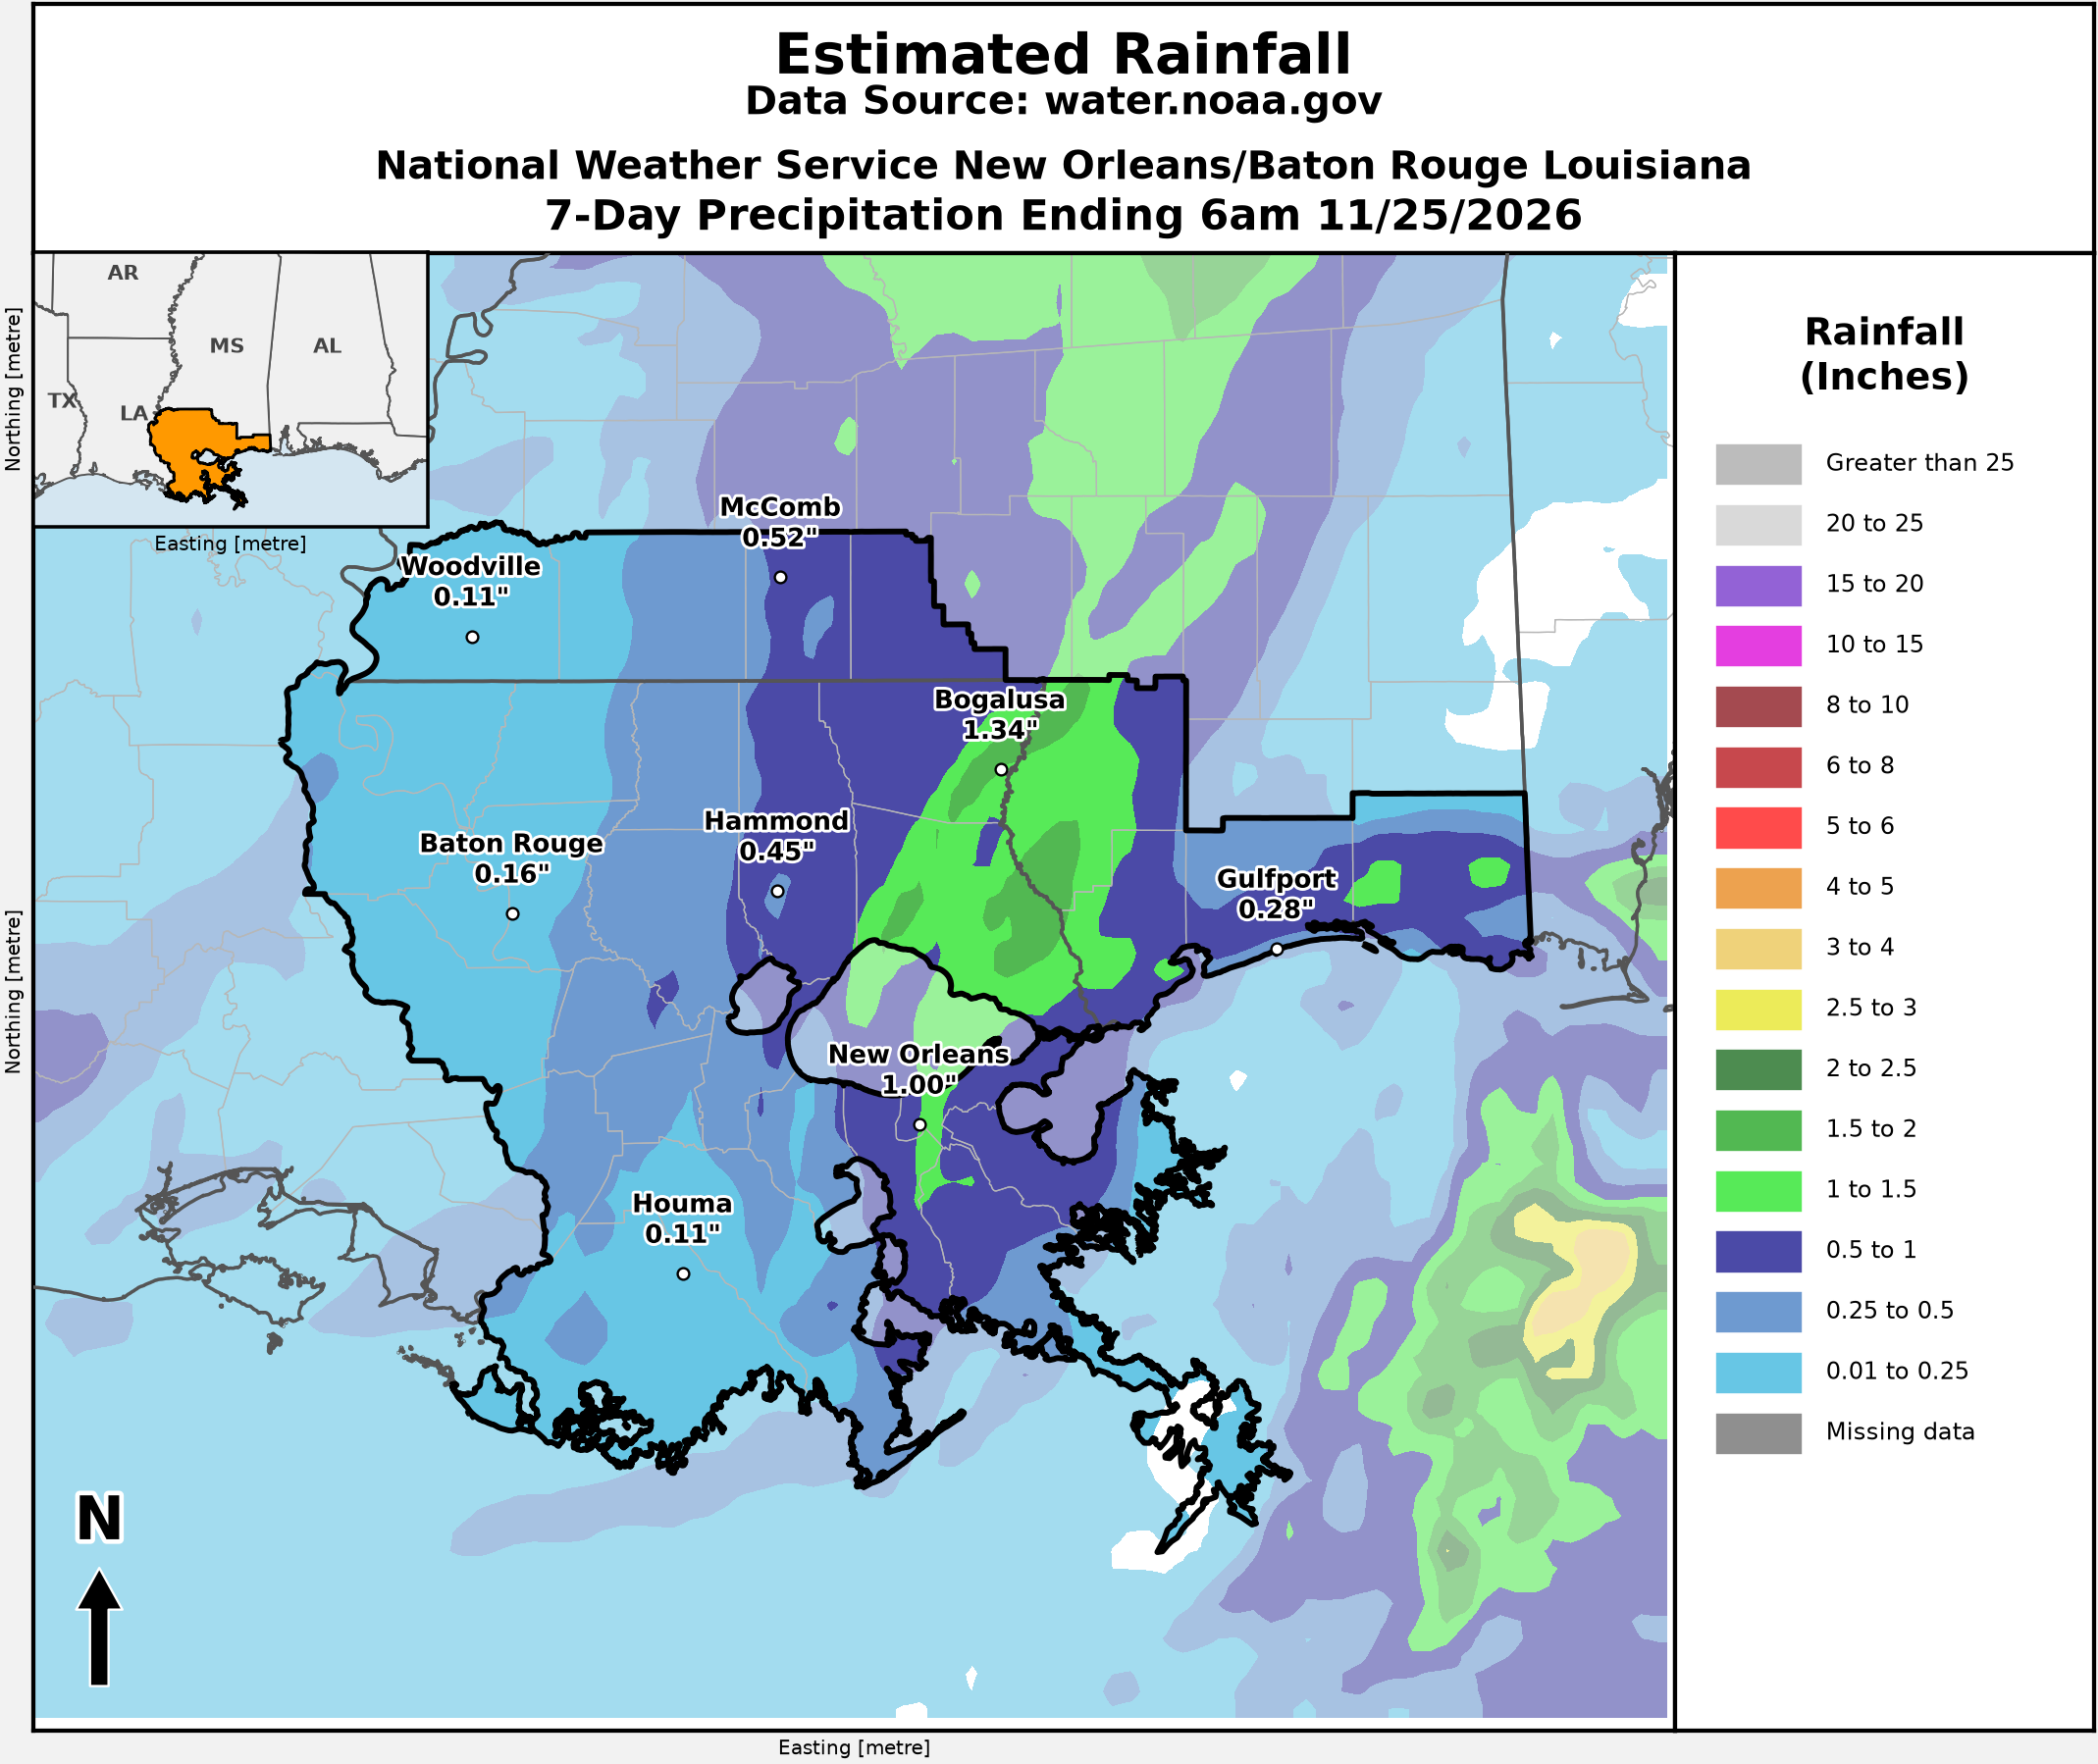 Estimated Rainfall
Data Source: water.noaa.gov
National Weather Service New Orleans/Baton Rouge Louisiana
7-Day Precipitation Ending 6am 11/25/2026
AR
MS
AL
TX
LA
Northing [metre]
Easting [metre]
McComb
0.52"
Woodville
0.11"
Bogalusa
1.34"
Hammond
0.45"
Baton Rouge
0.16"
Gulfport
0.28"
New Orleans
1.00"
Houma
0.11"
N
Northing [metre]
Easting [metre]
Rainfall
(Inches)
Greater than 25
20 to 25
15 to 20
10 to 15
8 to 10
6 to 8
5 to 6
4 to 5
3 to 4
2.5 to 3
2 to 2.5
1.5 to 2
1 to 1.5
0.5 to 1
0.25 to 0.5
0.01 to 0.25
Missing data